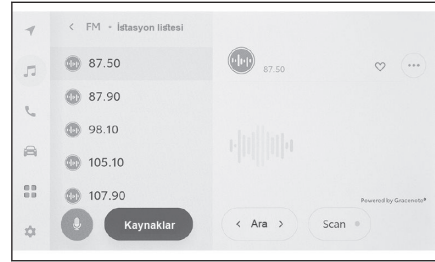 FM • İstasyon listesi
87.50
87.90
98.10
105.10
107.90
Kaynaklar
87.50
Powered by Gracenote®
Ara
Scan